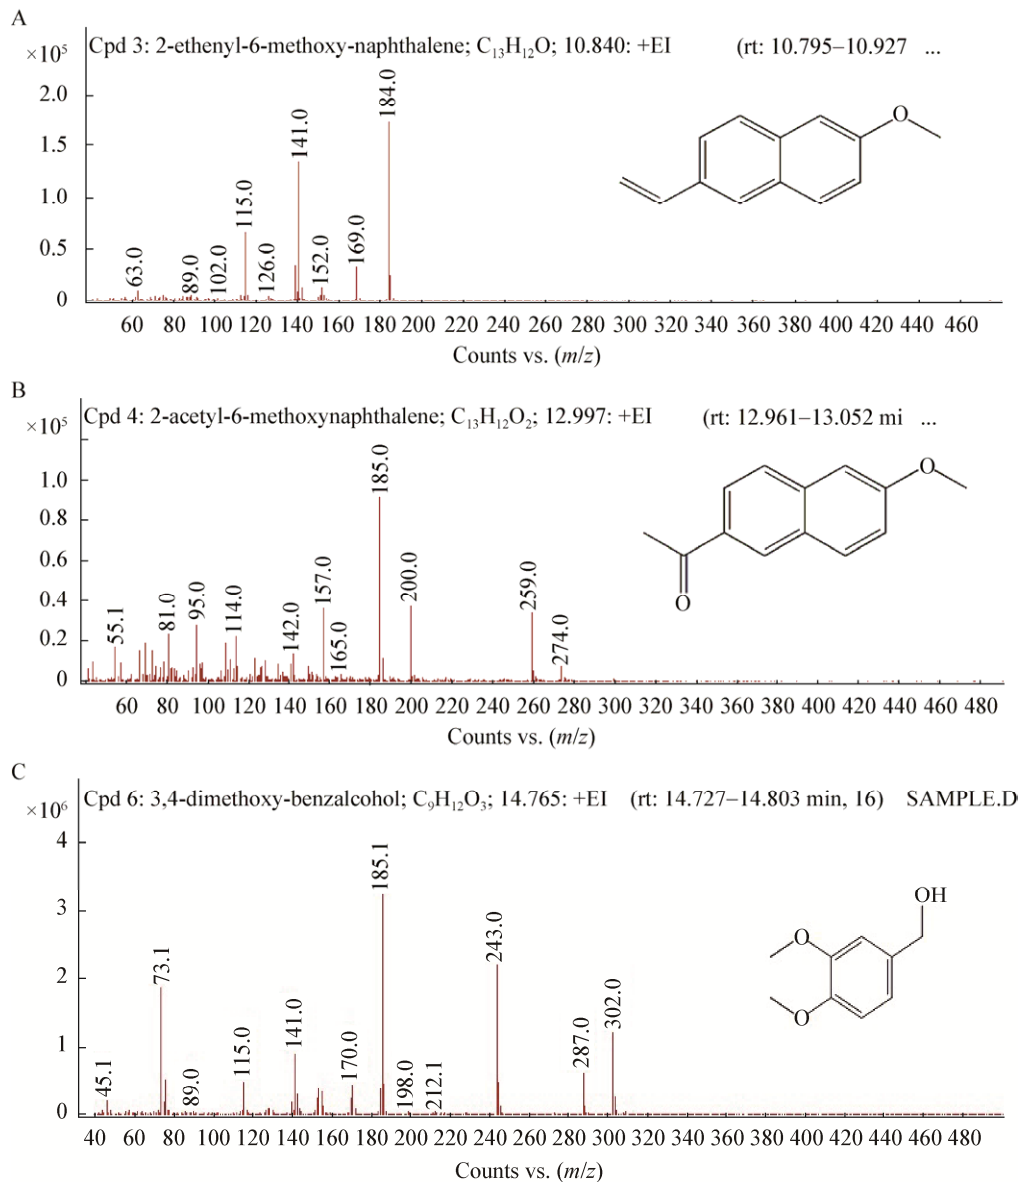 A
Cpd 3: 2-ethenyl-6-methoxy-naphthalene; C₁₃H₁₂O; 10.840: +EI (rt: 10.795–10.927 ...
×10⁵
2.0
1.5
1.0
0.5
0
63.0 89.0 102.0 115.0 126.0 141.0 152.0 169.0 184.0
O
60 80 100 120 140 160 180 200 220 240 260 280 300 320 340 360 380 400 420 440 460
Counts vs. (m/z)
B
Cpd 4: 2-acetyl-6-methoxynaphthalene; C₁₃H₁₂O₂; 12.997: +EI (rt: 12.961–13.052 mi ...
×10⁵
1.0
0.8
0.6
0.4
0.2
0
55.1 81.0 95.0 114.0 142.0 157.0 165.0 185.0 200.0 259.0 274.0
O
O
60 80 100 120 140 160 180 200 220 240 260 280 300 320 340 360 380 400 420 440 460 480
Counts vs. (m/z)
C
Cpd 6: 3,4-dimethoxy-benzalcohol; C₉H₁₂O₃; 14.765: +EI (rt: 14.727–14.803 min, 16) SAMPLE.D
×10⁶
4
3
2
1
0
45.1 73.1 89.0 115.0 141.0 170.0 185.1 198.0 212.1 243.0 287.0 302.0
OH
O
O
40 60 80 100 120 140 160 180 200 220 240 260 280 300 320 340 360 380 400 420 440 460 480
Counts vs. (m/z)